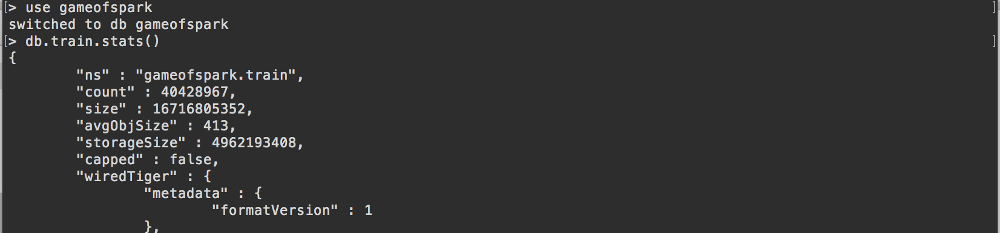 [> use gameofspark ]
switched to db gameofspark
[> db.train.stats() ]
{
"ns" : "gameofspark.train",
"count" : 40428967,
"size" : 16716805352,
"avgObjSize" : 413,
"storageSize" : 4962193408,
"capped" : false,
"wiredTiger" : {
"metadata" : {
"formatVersion" : 1
},